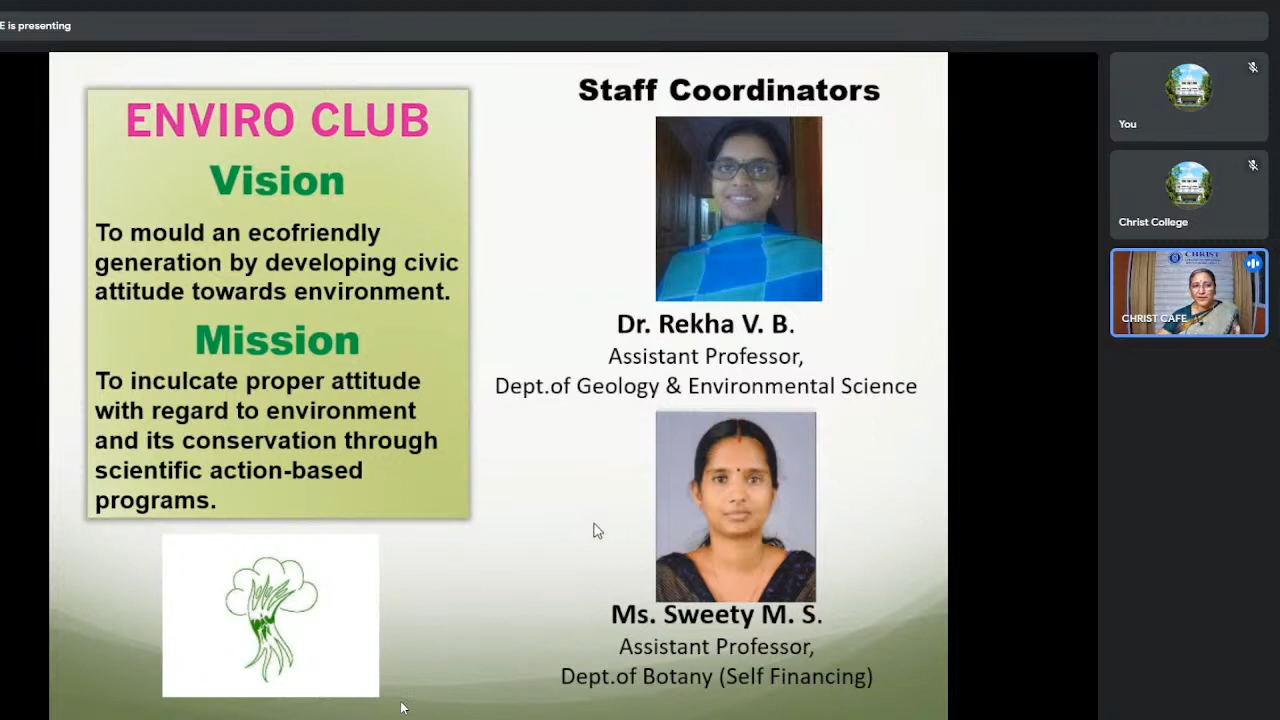 E is presenting
ENVIRO CLUB
Vision
To mould an ecofriendly
generation by developing civic
attitude towards environment.
Mission
To inculcate proper attitude
with regard to environment
and its conservation through
scientific action-based
programs.
Staff Coordinators
Dr. Rekha V. B.
Assistant Professor,
Dept.of Geology & Environmental Science
Ms. Sweety M. S.
Assistant Professor,
Dept.of Botany (Self Financing)
You
Christ College
CHRIST
CHRIST CAFE